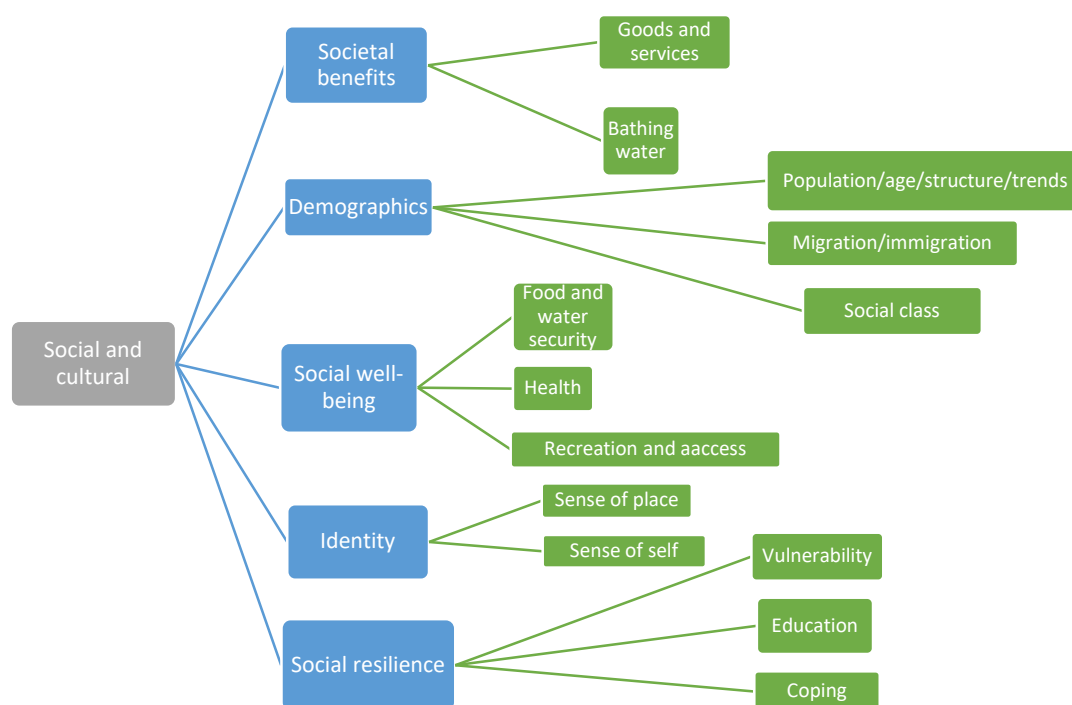 Social and
cultural
Societal
benefits
Goods and
services
Bathing
water
Demographics
Population/age/structure/trends
Migration/immigration
Social class
Social well-
being
Food and
water
security
Health
Recreation and aaccess
Identity
Sense of place
Sense of self
Social resilience
Vulnerability
Education
Coping